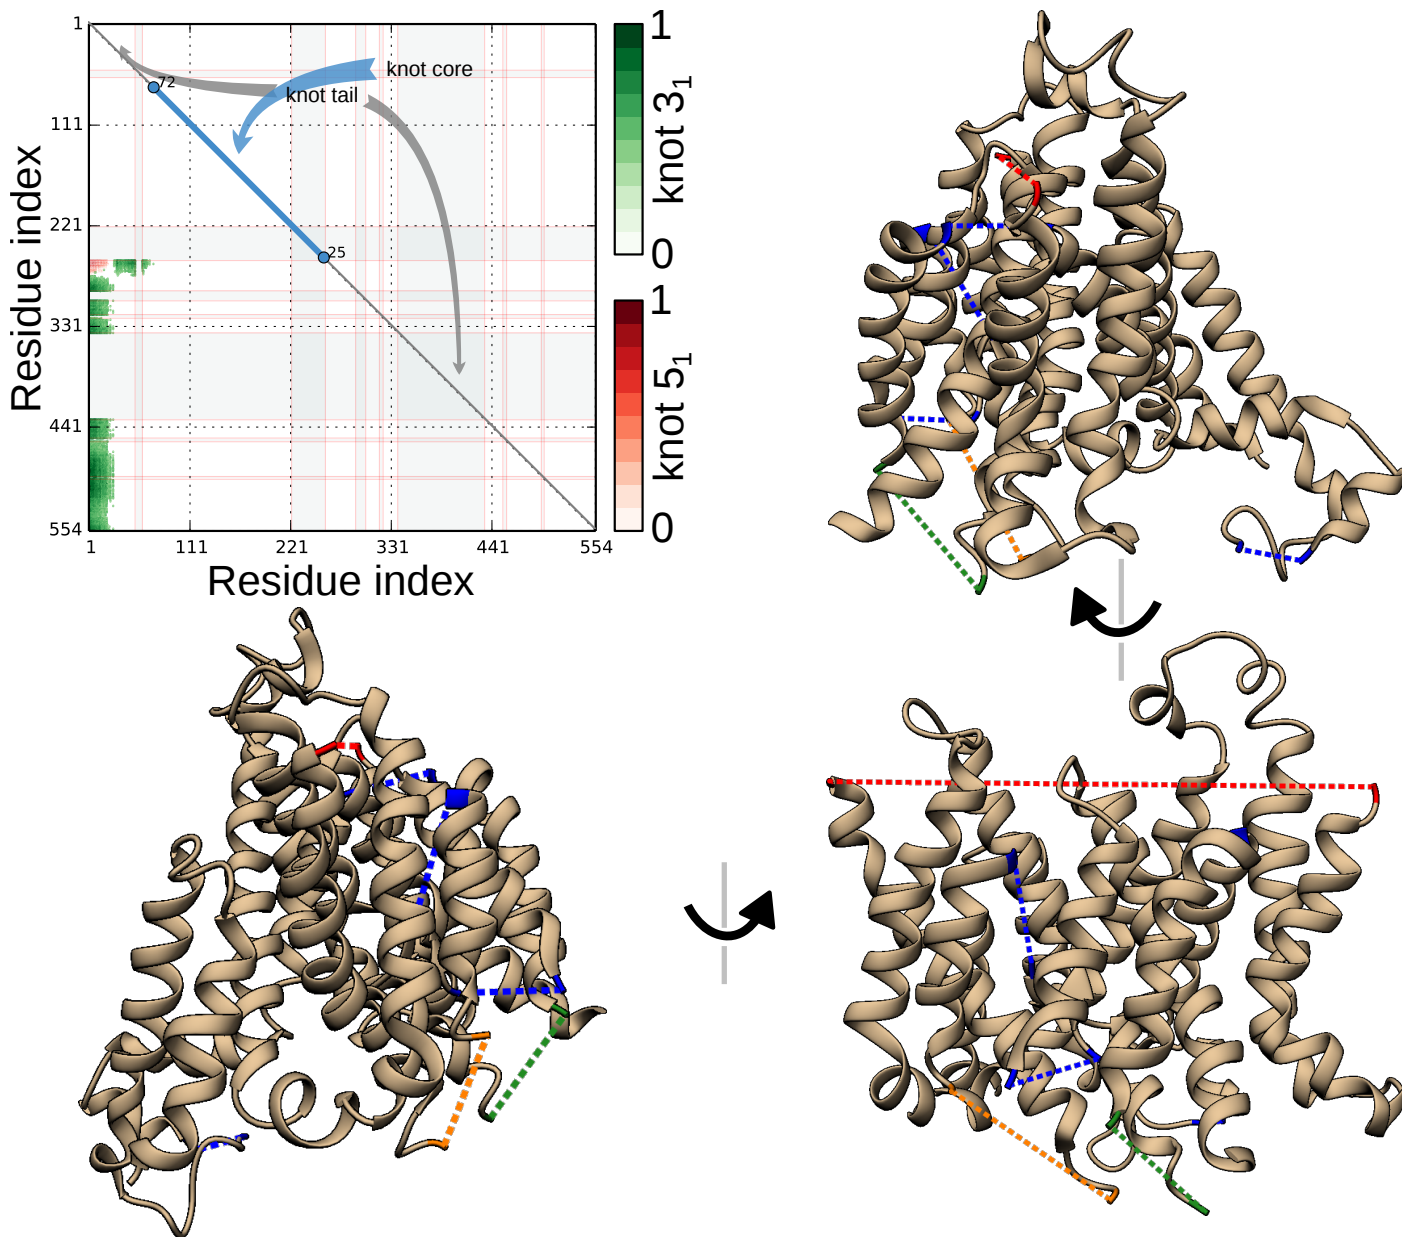 1
111
221
331
441
554
Residue index
1 111 221 331 441 554
Residue index
72
25
knot core
knot tail
1
0
knot 3₁
1
0
knot 5₁